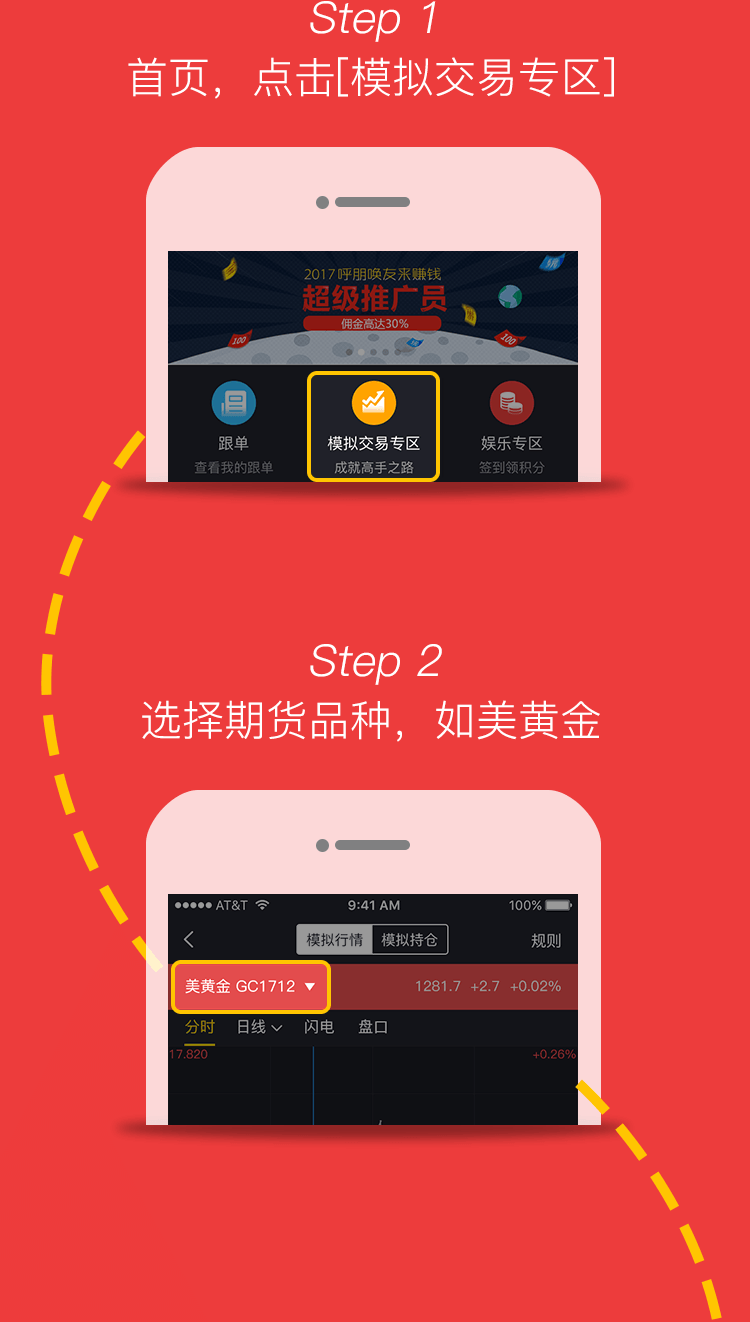 Step 1
首页，点击[模拟交易专区]
2017呼朋唤友来赚钱
超级推广员
佣金高达30%
100
100
跟单
模拟交易专区
娱乐专区
查看我的跟单
成就高手之路
签到领积分
Step 2
选择期货品种，如美黄金
AT&T 9:41 AM 100%
模拟行情 模拟持仓 规则
美黄金 GC1712 ▼ 1281.7 +2.7 +0.02%
分时 日线 闪电 盘口
17.820 +0.26%